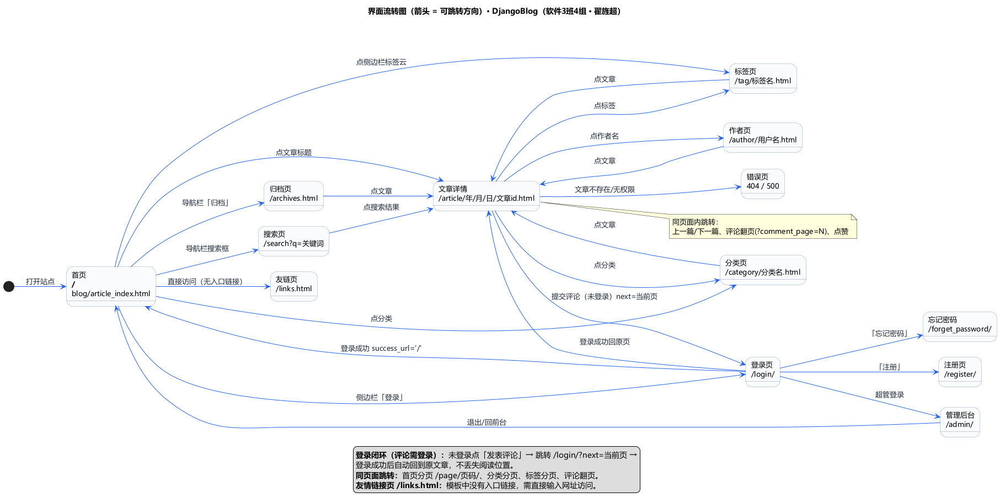 界面流转图（箭头 = 可跳转方向）· DjangoBlog（软件3班4组 · 翟旌超）
点侧边栏标签云
标签页
/tag/标签名.html
点文章
点标签
作者页
/author/用户名.html
点作者名
点文章
点文章标题
错误页
404 / 500
文章不存在/无权限
归档页
/archives.html
点文章
文章详情
/article/年/月/日/文章id.html
导航栏「归档」
点搜索结果
同页面内跳转：
上一篇/下一篇、评论翻页(?comment_page=N)、点赞
点文章
搜索页
/search?q=关键词
导航栏搜索框
分类页
/category/分类名.html
点分类
打开站点
首页
/
blog/article_index.html
直接访问（无入口链接）
友链页
/links.html
提交评论（未登录）next=当前页
点分类
忘记密码
/forget_password/
「忘记密码」
登录成功回原页
登录成功 success_url='/'
登录页
/login/
「注册」
注册页
/register/
侧边栏「登录」
超管登录
管理后台
/admin/
退出/回前台
登录闭环（评论需登录）：未登录点「发表评论」→ 跳转 /login/?next=当前页 →
登录成功后自动回到原文章，不丢失阅读位置。
同页面跳转：首页分页 /page/页码/、分类分页、标签分页、评论翻页。
友情链接页 /links.html：模板中没有入口链接，需直接输入网址访问。